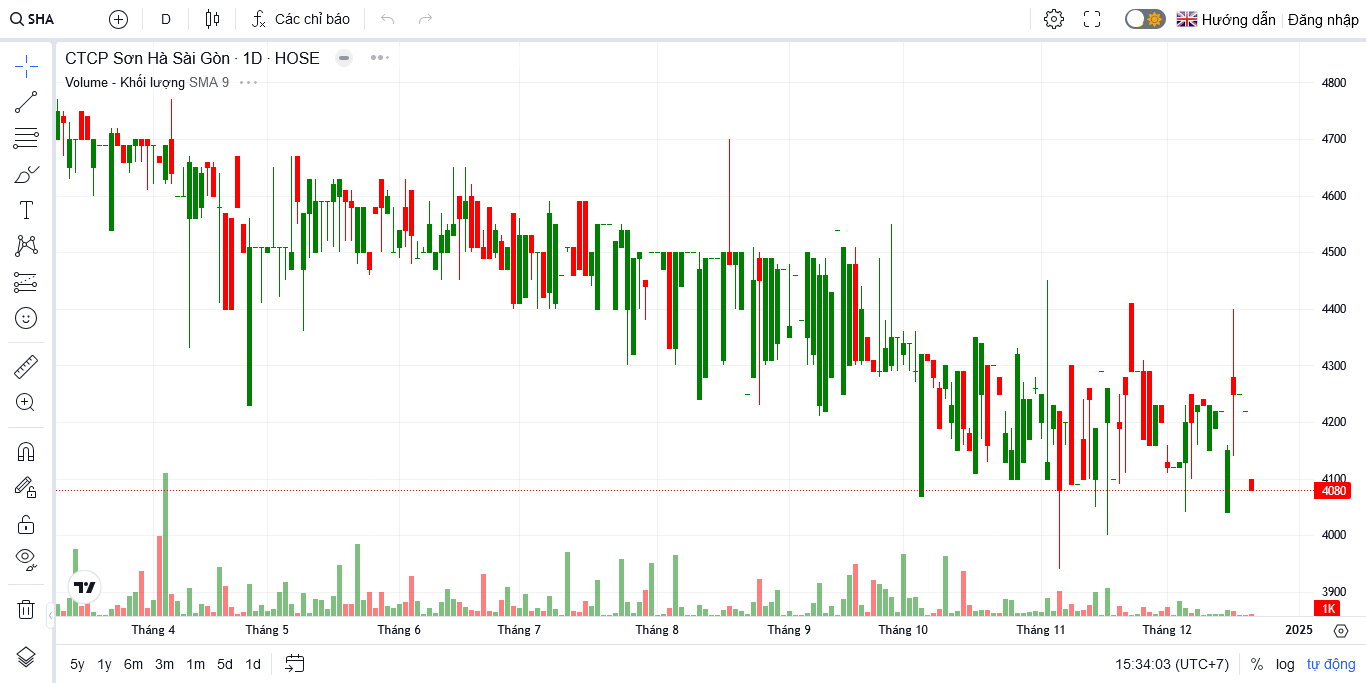 SHA D Các chỉ báo Hướng dẫn Đăng nhập
CTCP Sơn Hà Sài Gòn · 1D · HOSE
Volume - Khối lượng SMA 9
4800
4700
4600
4500
4400
4300
4200
4100
4080
4000
3900
1K
Tháng 4 Tháng 5 Tháng 6 Tháng 7 Tháng 8 Tháng 9 Tháng 10 Tháng 11 Tháng 12 2025
5y 1y 6m 3m 1m 5d 1d 15:34:03 (UTC+7) % log tự động